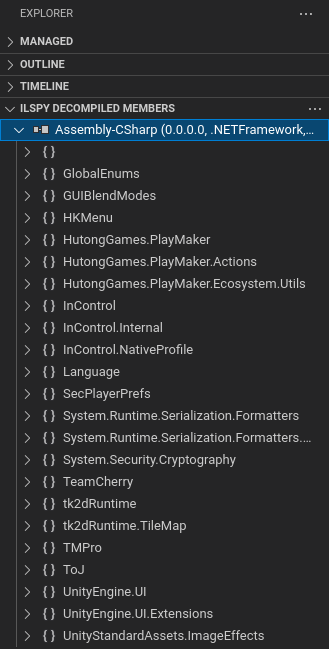 EXPLORER
MANAGED
OUTLINE
TIMELINE
ILSPY DECOMPILED MEMBERS
Assembly-CSharp (0.0.0.0, .NETFramework,...
{}
{} GlobalEnums
{} GUIBlendModes
{} HKMenu
{} HutongGames.PlayMaker
{} HutongGames.PlayMaker.Actions
{} HutongGames.PlayMaker.Ecosystem.Utils
{} InControl
{} InControl.Internal
{} InControl.NativeProfile
{} Language
{} SecPlayerPrefs
{} System.Runtime.Serialization.Formatters
{} System.Runtime.Serialization.Formatters....
{} System.Security.Cryptography
{} TeamCherry
{} tk2dRuntime
{} tk2dRuntime.TileMap
{} TMPro
{} ToJ
{} UnityEngine.UI
{} UnityEngine.UI.Extensions
{} UnityStandardAssets.ImageEffects